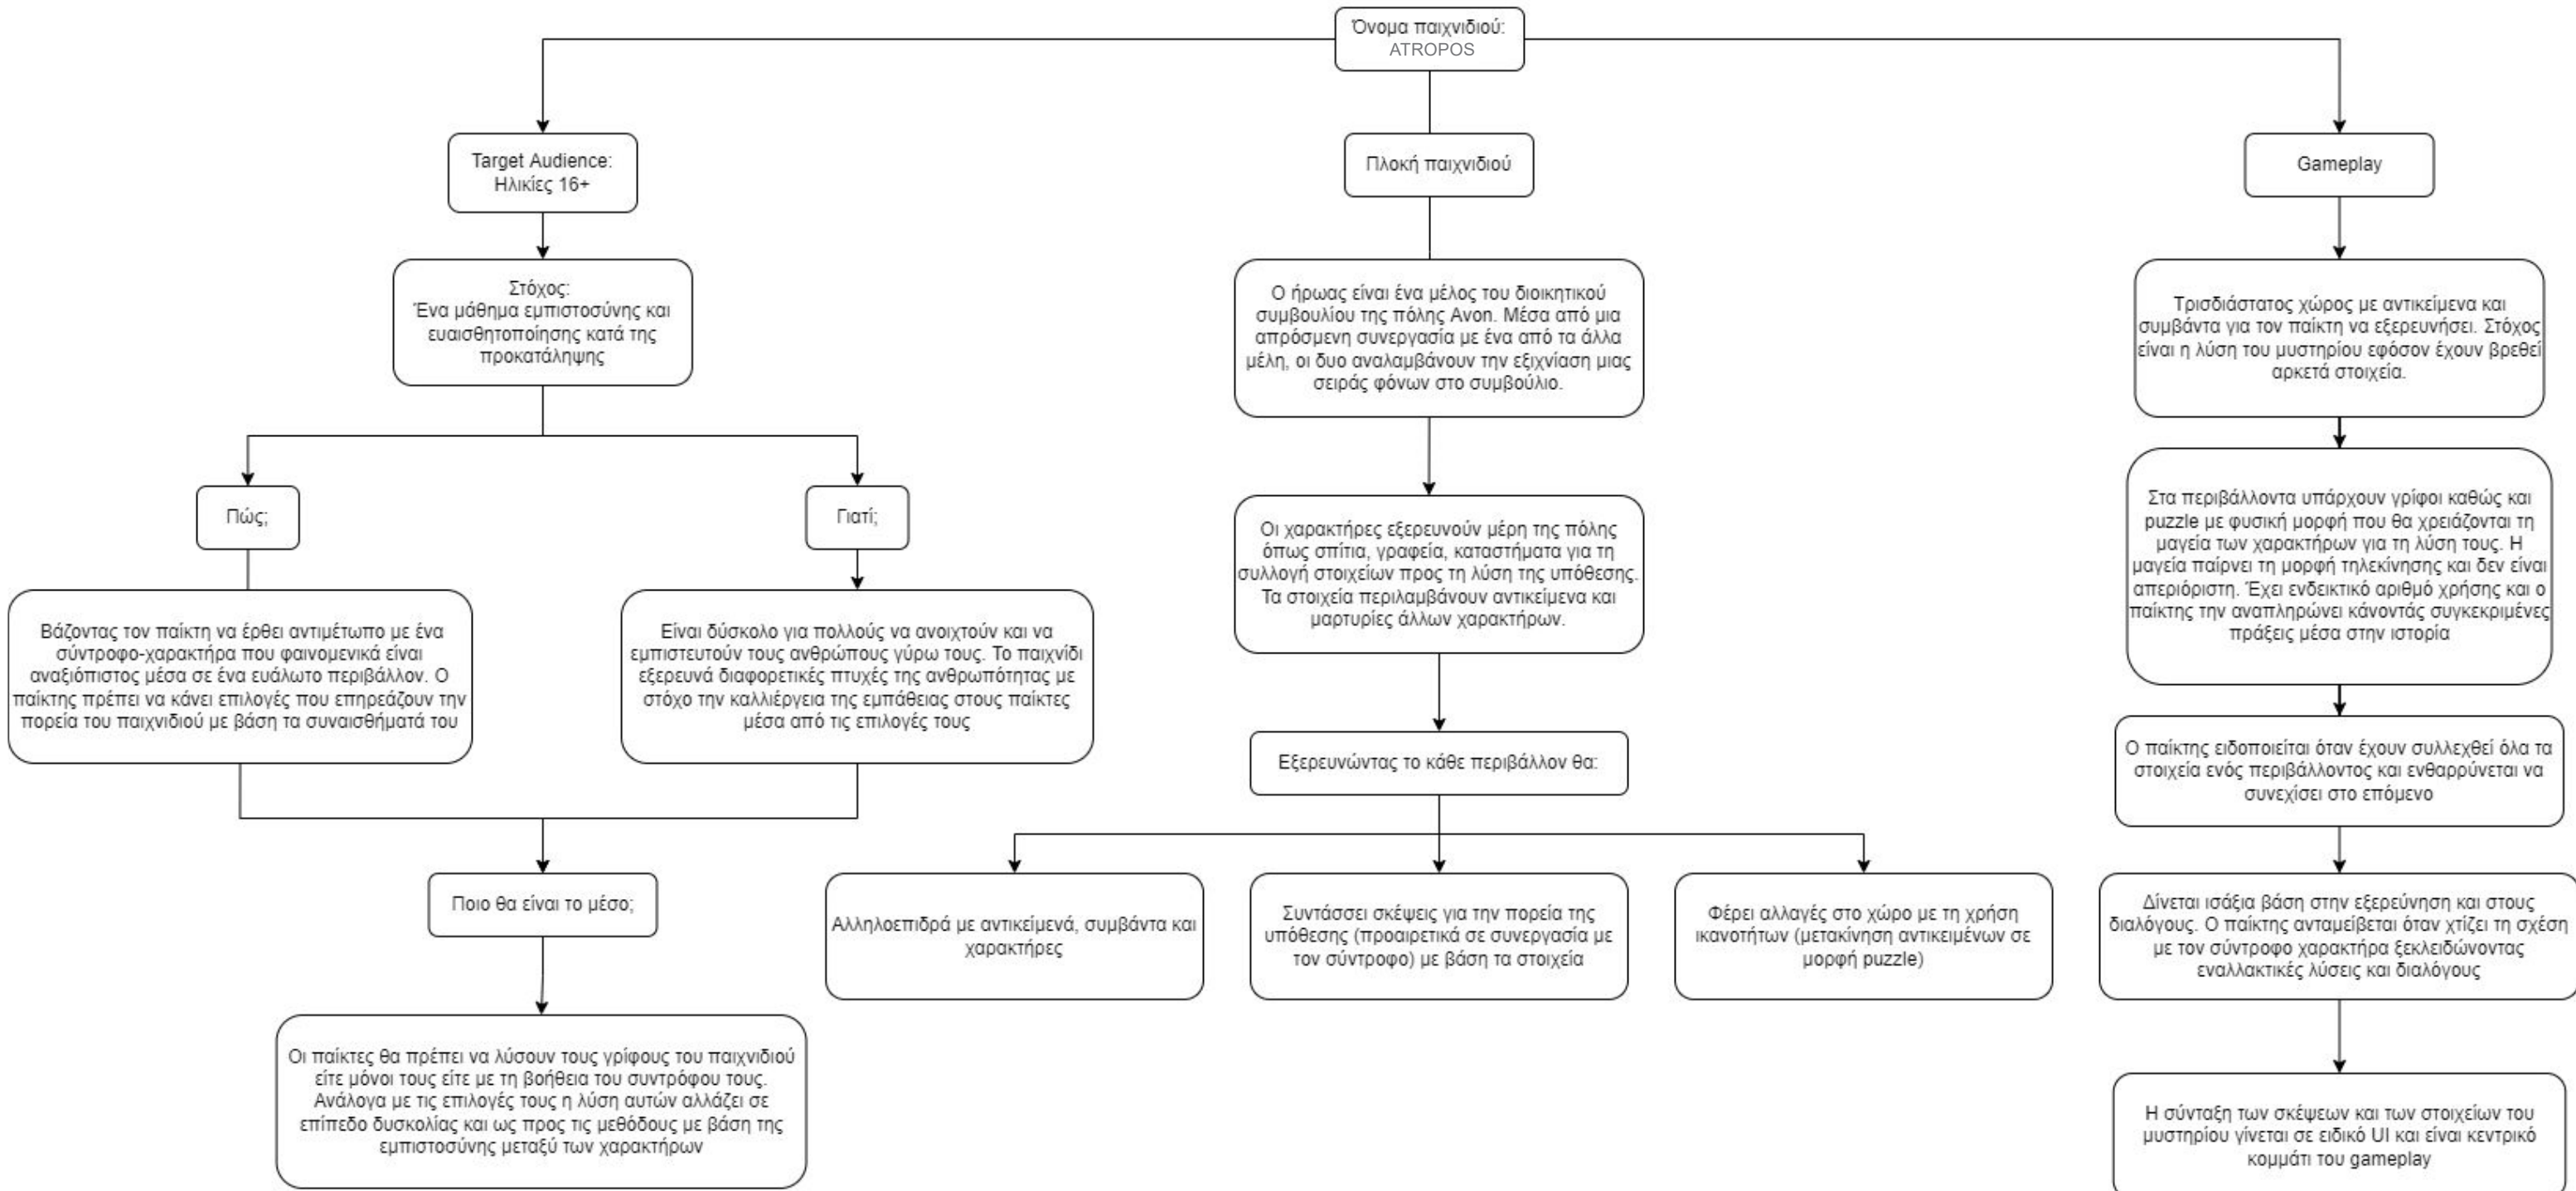 Όνομα παιχνιδιού:
ATROPOS
Target Audience:
Ηλικίες 16+
Στόχος:
Ένα μάθημα εμπιστοσύνης και
ευαισθητοποίησης κατά της
προκατάληψης
Πώς;
Γιατί;
Βάζοντας τον παίκτη να έρθει αντιμέτωπο με ένα
σύντροφο-χαρακτήρα που φαινομενικά είναι
αναξιόπιστος μέσα σε ένα ευάλωτο περιβάλλον. Ο
παίκτης πρέπει να κάνει επιλογές που επηρεάζουν την
πορεία του παιχνιδιού με βάση τα συναισθήματά του
Είναι δύσκολο για πολλούς να ανοιχτούν και να
εμπιστευτούν τους ανθρώπους γύρω τους. Το παιχνίδι
εξερευνά διαφορετικές πτυχές της ανθρωπότητας με
στόχο την καλλιέργεια της εμπάθειας στους παίκτες
μέσα από τις επιλογές τους
Ποιο θα είναι το μέσο;
Οι παίκτες θα πρέπει να λύσουν τους γρίφους του παιχνιδιού
είτε μόνοι τους είτε με τη βοήθεια του συντρόφου τους.
Ανάλογα με τις επιλογές τους η λύση αυτών αλλάζει σε
επίπεδο δυσκολίας και ως προς τις μεθόδους με βάση της
εμπιστοσύνης μεταξύ των χαρακτήρων
Πλοκή παιχνιδιού
Ο ήρωας είναι ένα μέλος του διοικητικού
συμβουλίου της πόλης Avon. Μέσα από μια
απρόσμενη συνεργασία με ένα από τα άλλα
μέλη, οι δυο αναλαμβάνουν την εξιχνίαση μιας
σειράς φόνων στο συμβούλιο.
Οι χαρακτήρες εξερευνούν μέρη της πόλης
όπως σπίτια, γραφεία, καταστήματα για τη
συλλογή στοιχείων προς τη λύση της υπόθεσης.
Τα στοιχεία περιλαμβάνουν αντικείμενα και
μαρτυρίες άλλων χαρακτήρων.
Εξερευνώντας το κάθε περιβάλλον θα:
Αλληλοεπιδρά με αντικείμενά, συμβάντα και
χαρακτήρες
Συντάσσει σκέψεις για την πορεία της
υπόθεσης (προαιρετικά σε συνεργασία με
τον σύντροφο) με βάση τα στοιχεία
Φέρει αλλαγές στο χώρο με τη χρήση
ικανοτήτων (μετακίνηση αντικειμένων σε
μορφή puzzle)
Gameplay
Τρισδιάστατος χώρος με αντικείμενα και
συμβάντα για τον παίκτη να εξερευνήσει. Στόχος
είναι η λύση του μυστηρίου εφόσον έχουν βρεθεί
αρκετά στοιχεία.
Στα περιβάλλοντα υπάρχουν γρίφοι καθώς και
puzzle με φυσική μορφή που θα χρειάζονται τη
μαγεία των χαρακτήρων για τη λύση τους. Η
μαγεία παίρνει τη μορφή τηλεκίνησης και δεν είναι
απεριόριστη. Έχει ενδεικτικό αριθμό χρήσης και ο
παίκτης την αναπληρώνει κάνοντάς συγκεκριμένες
πράξεις μέσα στην ιστορία
Ο παίκτης ειδοποιείται όταν έχουν συλλεχθεί όλα τα
στοιχεία ενός περιβάλλοντος και ενθαρρύνεται να
συνεχίσει στο επόμενο
Δίνεται ισάξια βάση στην εξερεύνηση και στους
διαλόγους. Ο παίκτης ανταμείβεται όταν χτίζει τη σχέση
με τον σύντροφο χαρακτήρα ξεκλειδώνοντας
εναλλακτικές λύσεις και διαλόγους
Η σύνταξη των σκέψεων και των στοιχείων του
μυστηρίου γίνεται σε ειδικό UI και είναι κεντρικό
κομμάτι του gameplay